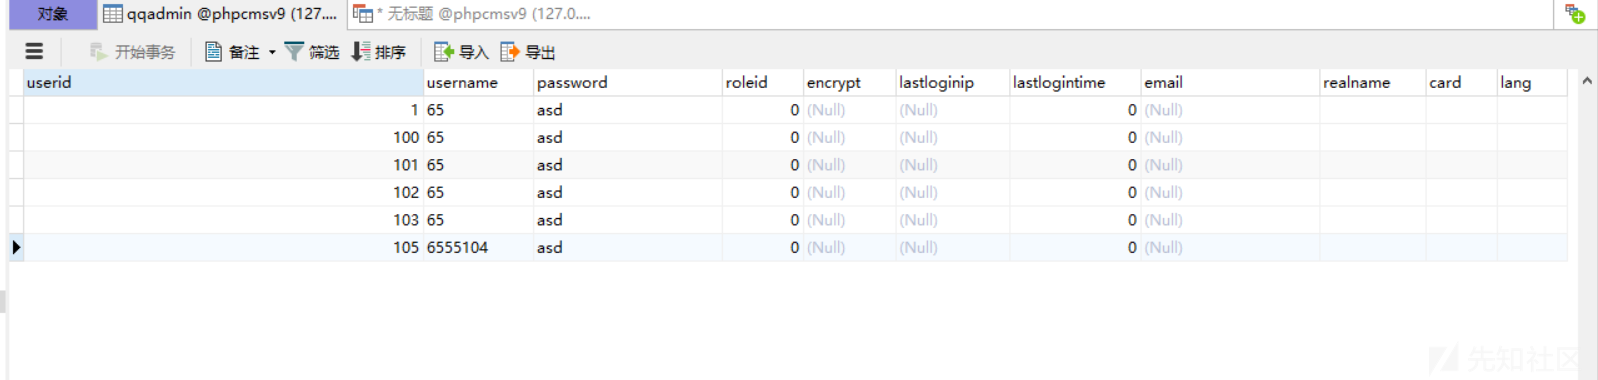 对象 qqadmin @phpcmsv9 (127.... * 无标题 @phpcmsv9 (127.0....
开始事务 备注 筛选 排序 导入 导出
userid username password roleid encrypt lastloginip lastlogintime email realname card lang
1 65 asd 0 (Null) (Null) 0 (Null)
100 65 asd 0 (Null) (Null) 0 (Null)
101 65 asd 0 (Null) (Null) 0 (Null)
102 65 asd 0 (Null) (Null) 0 (Null)
103 65 asd 0 (Null) (Null) 0 (Null)
105 6555104 asd 0 (Null) (Null) 0 (Null)
先知社区